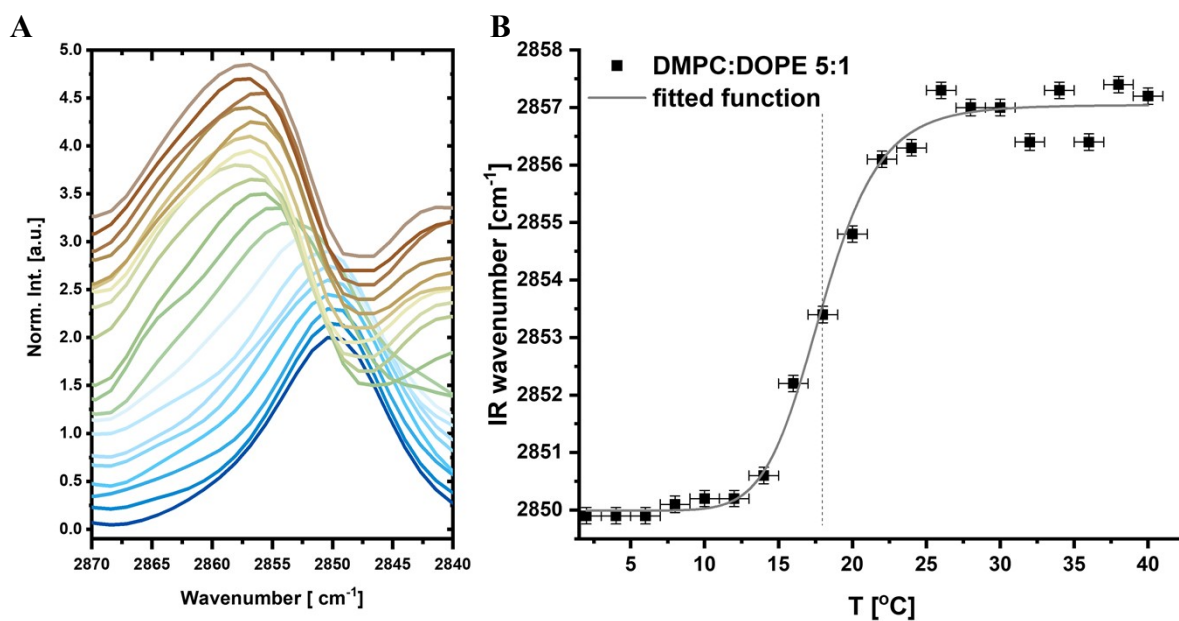 A
B
5.0
4.5
4.0
3.5
3.0
2.5
2.0
1.5
1.0
0.5
0.0
Norm. Int. [a.u.]
2870 2865 2860 2855 2850 2845 2840
Wavenumber [ cm-1]
2858
2857
2856
2855
2854
2853
2852
2851
2850
IR wavenumber [cm-1]
DMPC:DOPE 5:1
fitted function
5 10 15 20 25 30 35 40
T [oC]